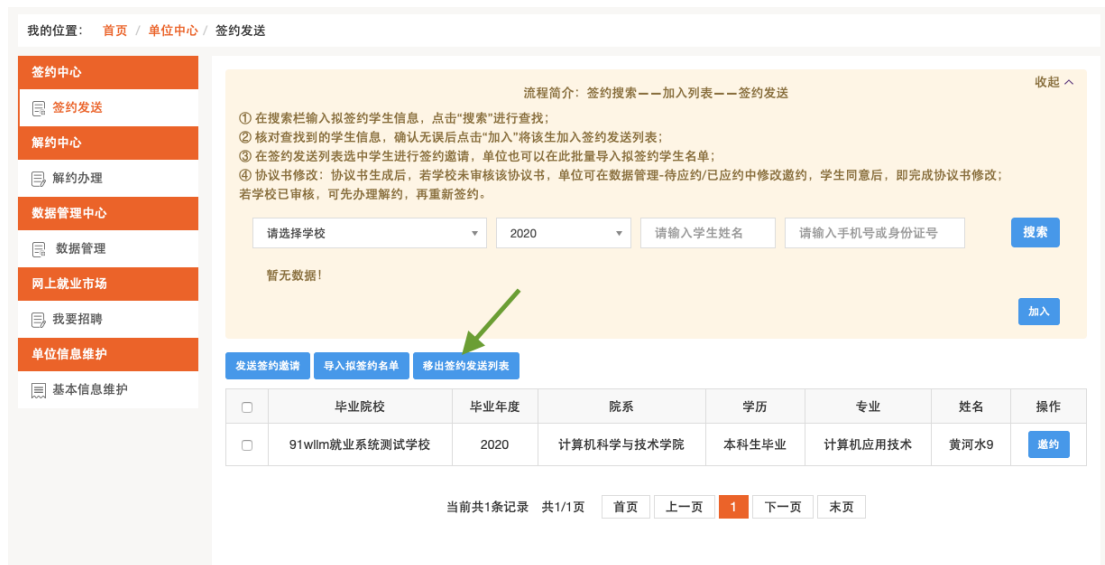 我的位置： 首页 / 单位中心 / 签约发送
签约中心
签约发送
解约中心
解约办理
数据管理中心
数据管理
网上就业市场
我要招聘
单位信息维护
基本信息维护
收起
流程简介：签约搜索——加入列表——签约发送
① 在搜索栏输入拟签约学生信息，点击“搜索”进行查找；
② 核对查找到的学生信息，确认无误后点击“加入”将该生加入签约发送列表；
③ 在签约发送列表选中学生进行签约邀请，单位也可以在此批量导入拟签约学生名单；
④ 协议书修改：协议书生成后，若学校未审核该协议书，单位可在数据管理-待应约/已应约中修改邀约，学生同意后，即完成协议书修改；
若学校已审核，可先办理解约，再重新签约。
请选择学校 2020 请输入学生姓名 请输入手机号或身份证号 搜索
暂无数据！
加入
发送签约邀请 导入拟签约名单 移出签约发送列表
毕业院校 毕业年度 院系 学历 专业 姓名 操作
91wllm就业系统测试学校 2020 计算机科学与技术学院 本科生毕业 计算机应用技术 黄河水9 邀约
当前共1条记录 共1/1页 首页 上一页 1 下一页 末页